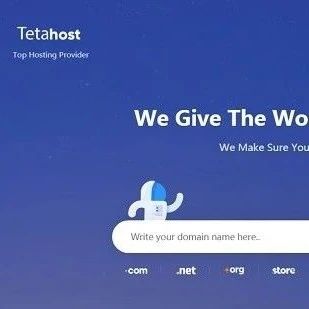 Tetahost
Top Hosting Provider
We Give The Wo
We Make Sure You
Write your domain name here..
.com
.net
.org
store